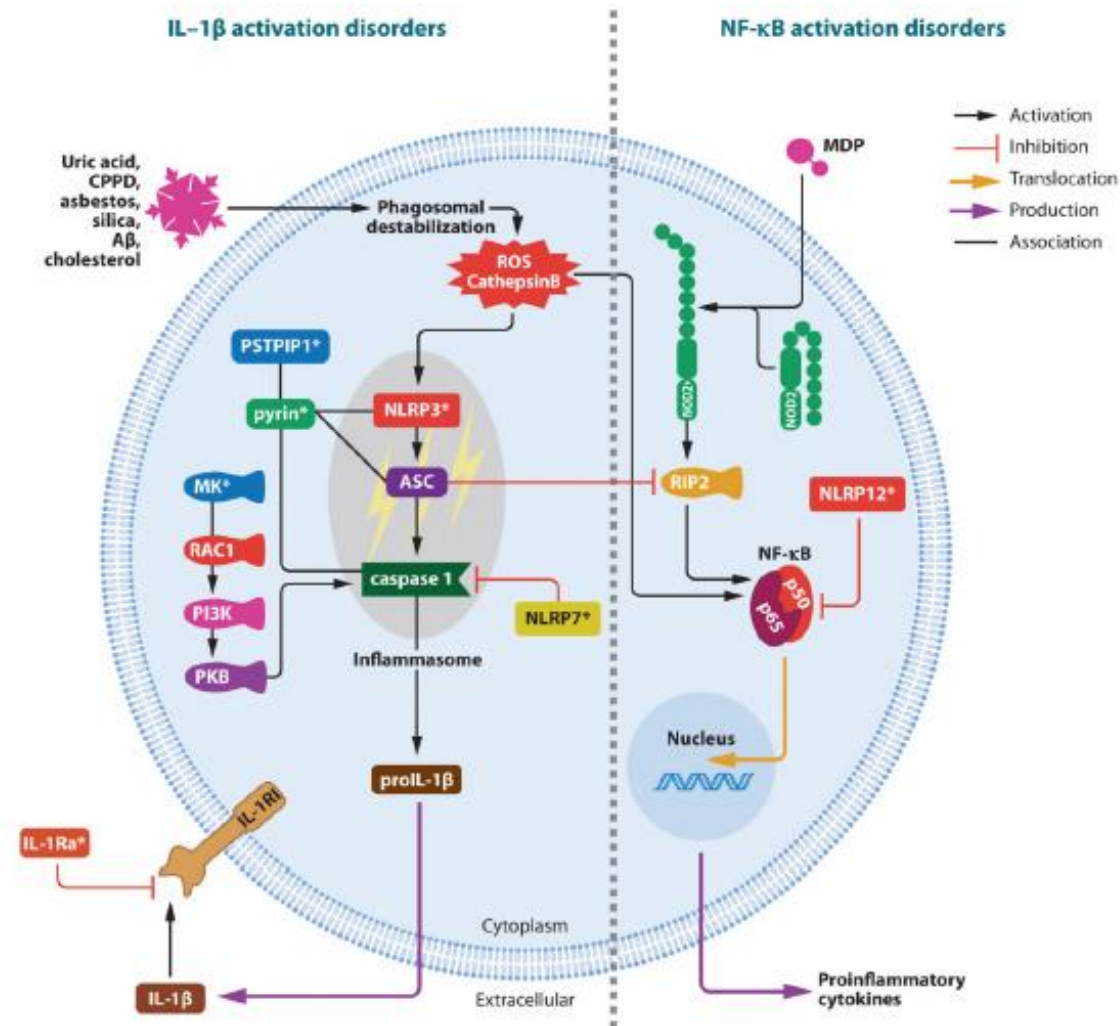 IL–1β activation disorders
NF-κB activation disorders
Activation
Inhibition
Translocation
Production
Association
Uric acid,
CPPD,
asbestos,
silica,
Aβ,
cholesterol
Phagosomal
destabilization
ROS
CathepsinB
MDP
PSTPIP1*
pyrin*
NLRP3*
ASC
MK*
RAC1
PI3K
PKB
caspase 1
NLRP7*
Inflammasome
NOD2*
NOD2
RIP2
NLRP12*
NF-κB
p50
p65
Nucleus
proIL-1β
IL-1RI
IL-1Ra*
IL-1β
Cytoplasm
Extracellular
Proinflammatory
cytokines